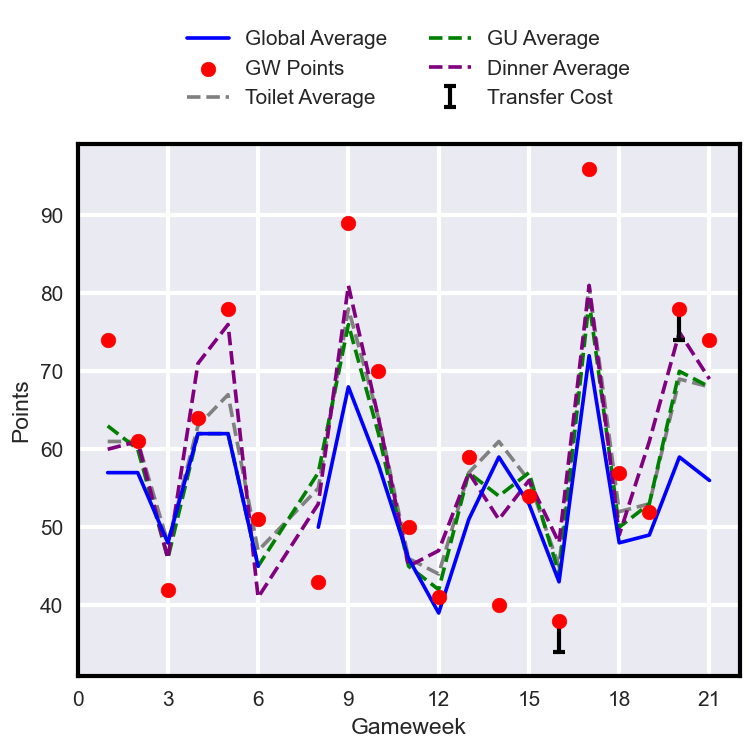 Global Average
GW Points
Toilet Average
GU Average
Dinner Average
Transfer Cost
90
80
70
60
50
40
Points
0 3 6 9 12 15 18 21
Gameweek